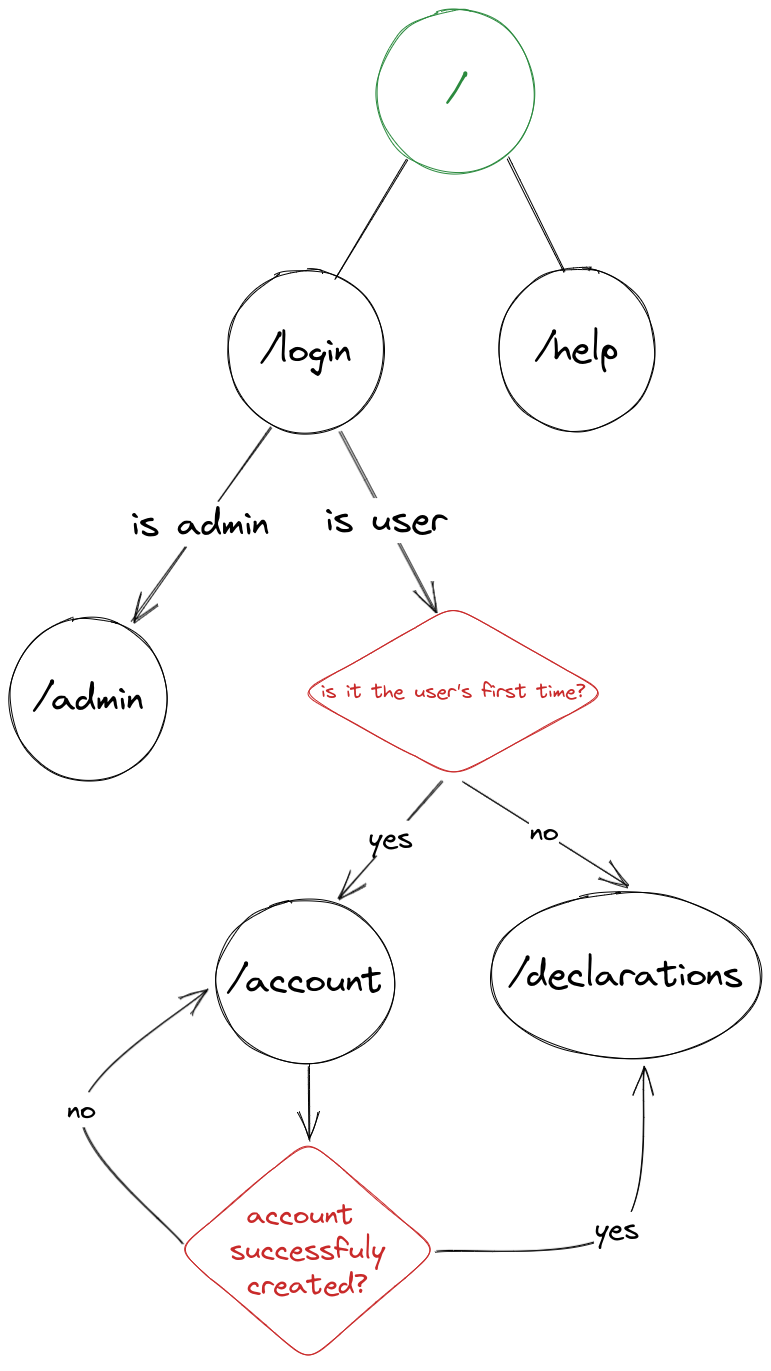 /
/login
/help
is admin
is user
/admin
is it the user's first time?
yes
no
/account
/declarations
no
account
successfuly
created?
yes